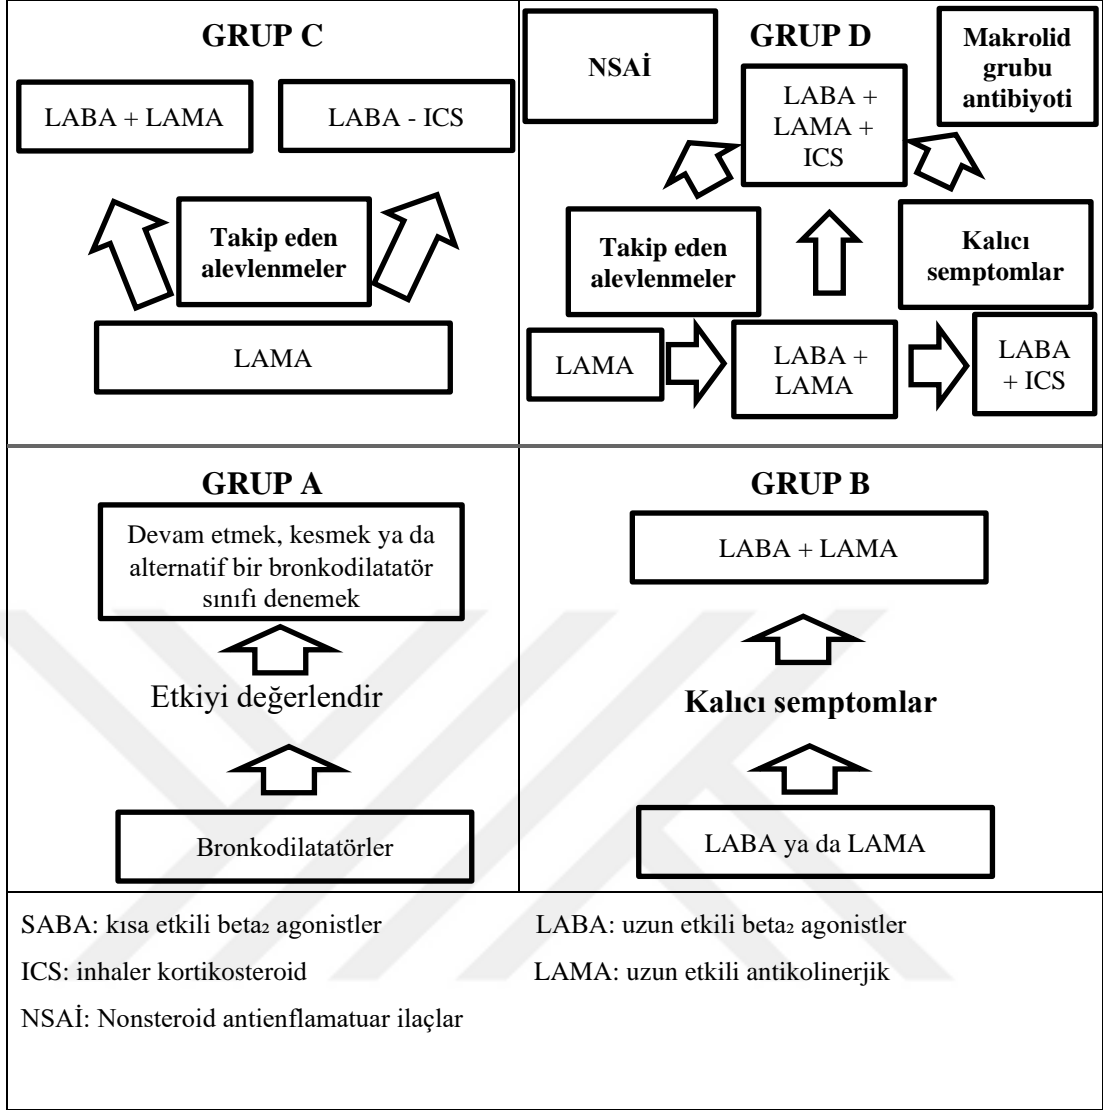 GRUP C
LABA + LAMA
LABA - ICS
Takip eden
alevlenmeler
LAMA
GRUP D
NSAİ
LABA +
LAMA +
ICS
Makrolid
grubu
antibiyoti
Takip eden
alevlenmeler
Kalıcı
semptomlar
LAMA
LABA +
LAMA
LABA
+ ICS
GRUP A
Devam etmek, kesmek ya da
alternatif bir bronkodilatatör
sınıfı denemek
Etkiyi değerlendir
Bronkodilatatörler
GRUP B
LABA + LAMA
Kalıcı semptomlar
LABA ya da LAMA
SABA: kısa etkili beta₂ agonistler
LABA: uzun etkili beta₂ agonistler
ICS: inhaler kortikosteroid
LAMA: uzun etkili antikolinerjik
NSAİ: Nonsteroid antienflamatuar ilaçlar